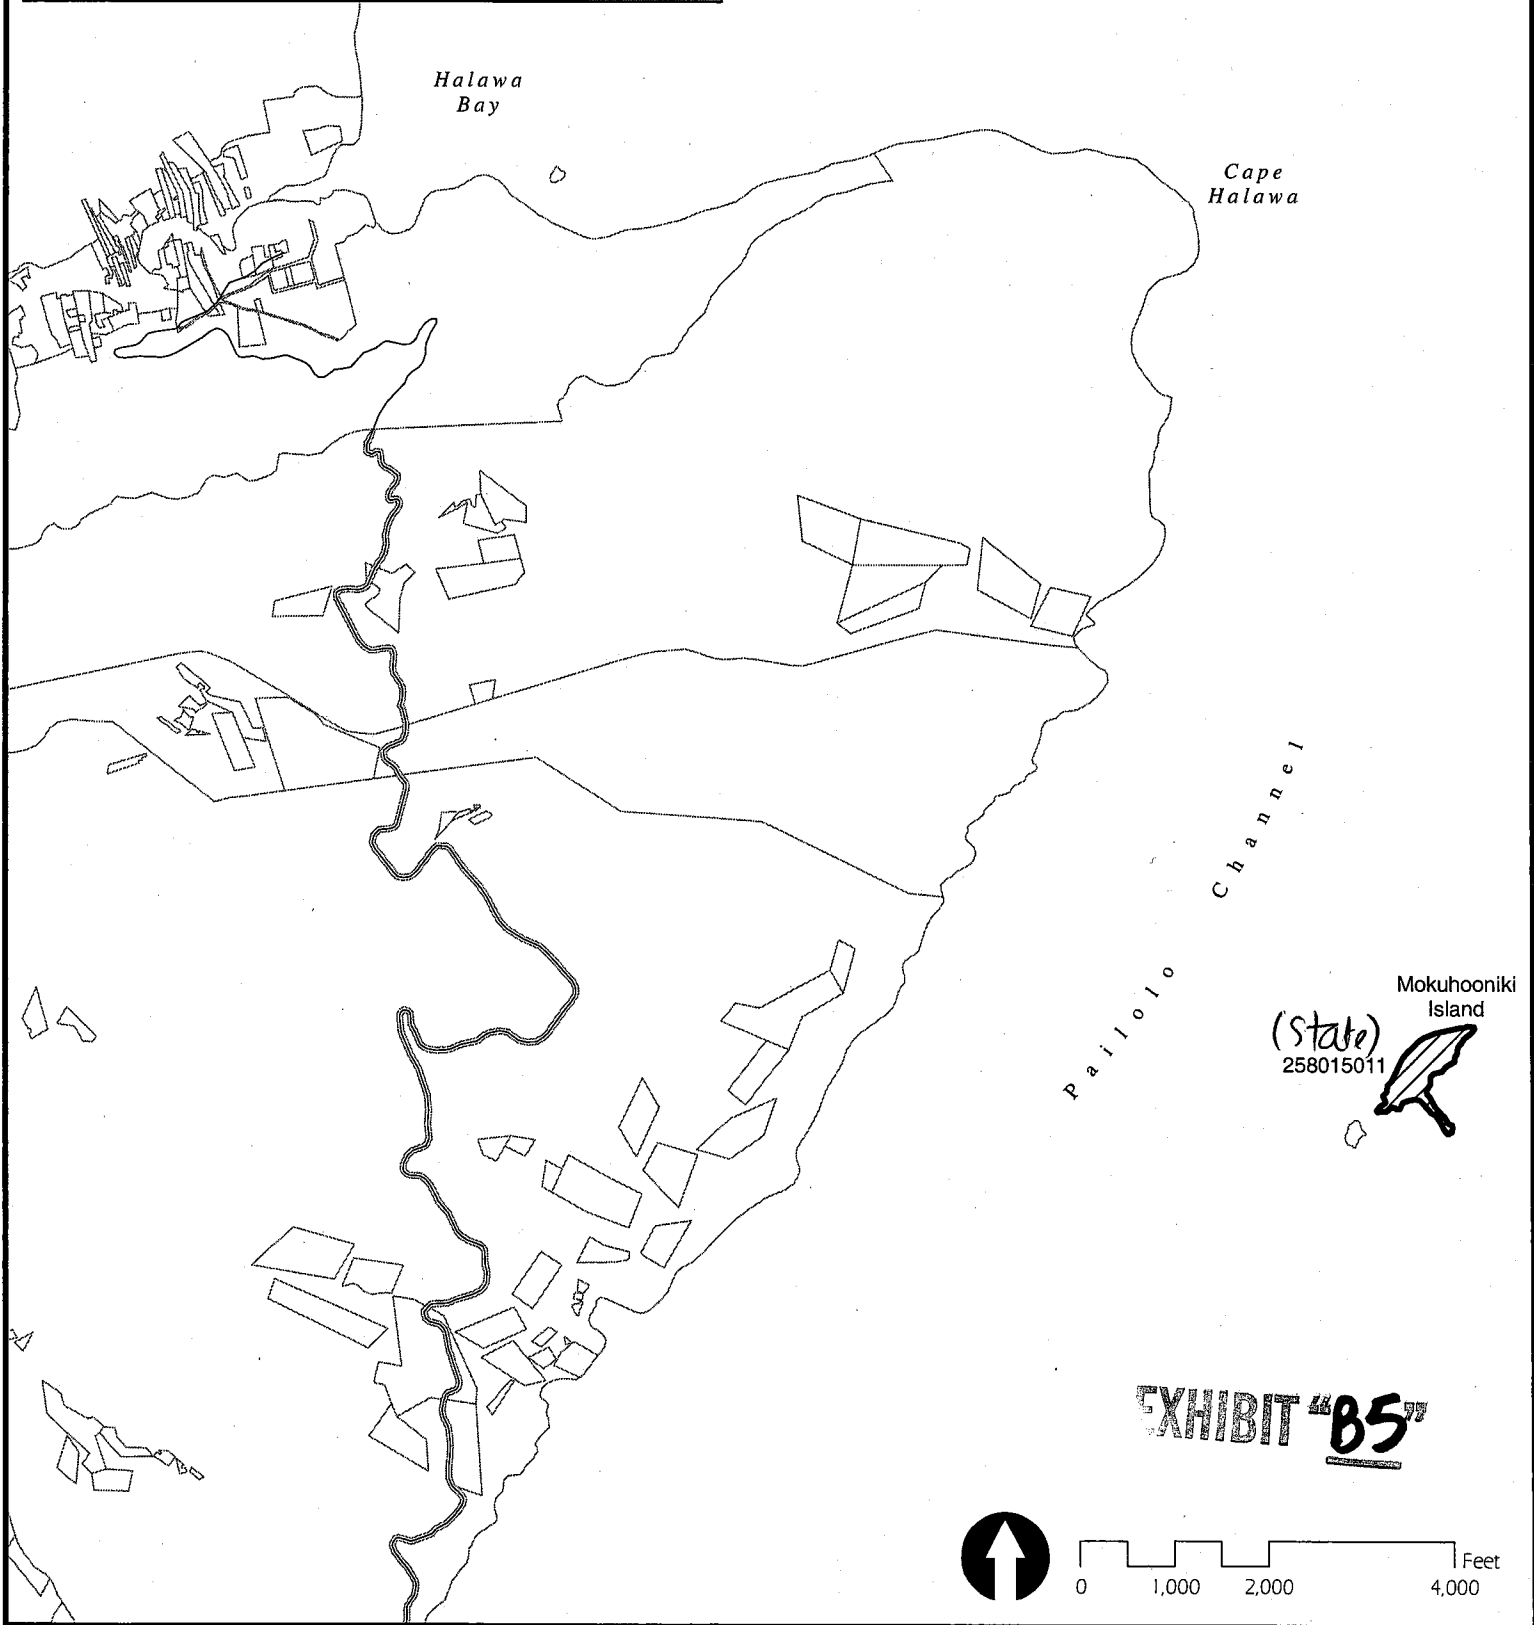 Halawa
Bay
Cape
Halawa
Pailolo Channel
Mokuhooniki
Island
(State)
258015011
EXHIBIT "B5"
Feet
0 1,000 2,000 4,000